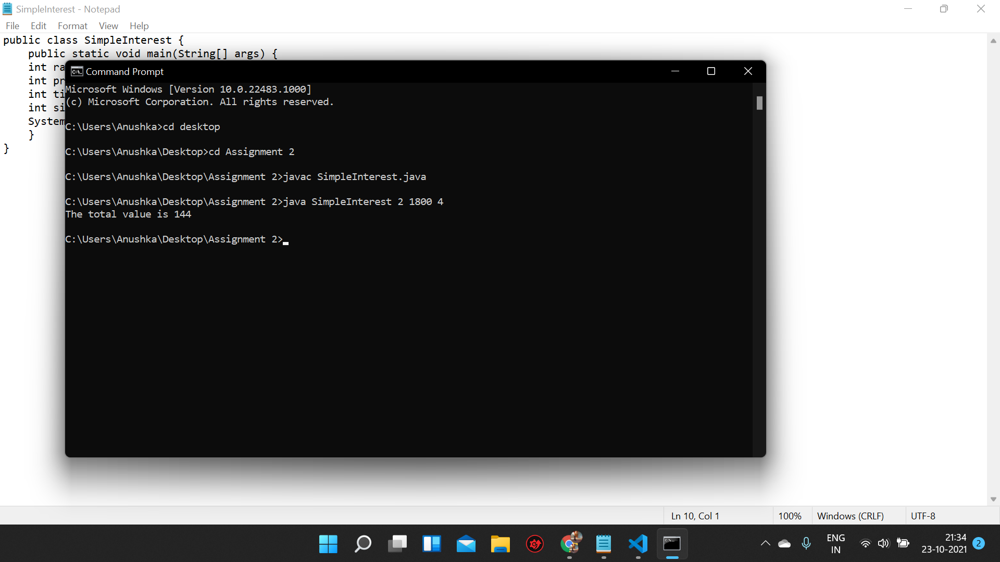 SimpleInterest - Notepad
File Edit Format View Help
public class SimpleInterest {
public static void main(String[] args) {
int ra
int pr
int ti
int si
System
}
}
Command Prompt
Microsoft Windows [Version 10.0.22483.1000]
(c) Microsoft Corporation. All rights reserved.
C:\Users\Anushka>cd desktop
C:\Users\Anushka\Desktop>cd Assignment 2
C:\Users\Anushka\Desktop\Assignment 2>javac SimpleInterest.java
C:\Users\Anushka\Desktop\Assignment 2>java SimpleInterest 2 1800 4
The total value is 144
C:\Users\Anushka\Desktop\Assignment 2>
Ln 10, Col 1 100% Windows (CRLF) UTF-8
ENG
IN
21:34
23-10-2021
2